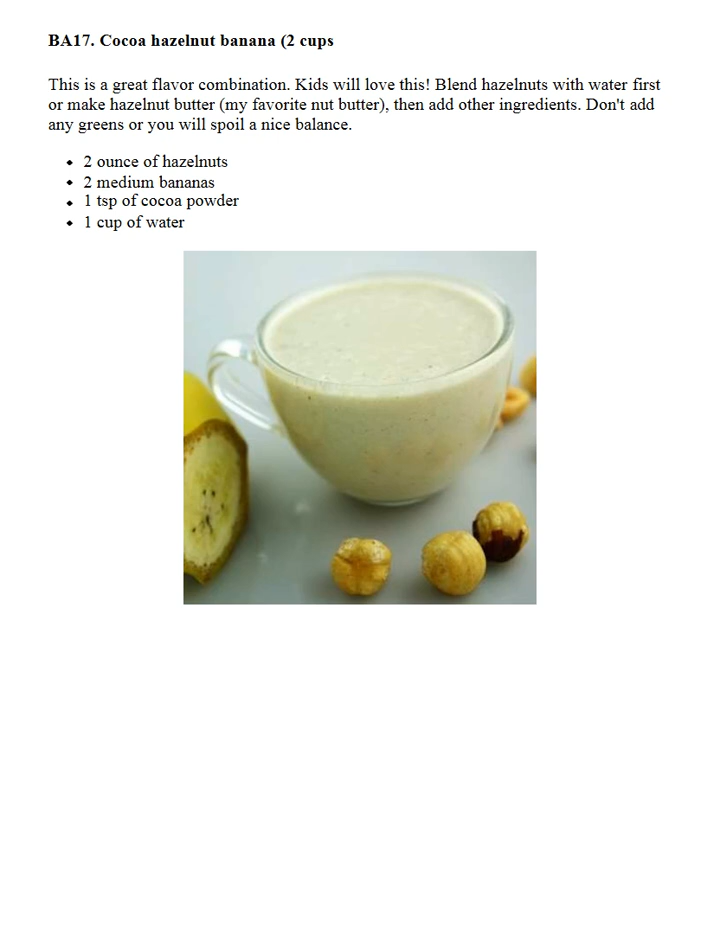 BA17. Cocoa hazelnut banana (2 cups
This is a great flavor combination. Kids will love this! Blend hazelnuts with water first
or make hazelnut butter (my favorite nut butter), then add other ingredients. Don't add
any greens or you will spoil a nice balance.
• 2 ounce of hazelnuts
• 2 medium bananas
• 1 tsp of cocoa powder
• 1 cup of water